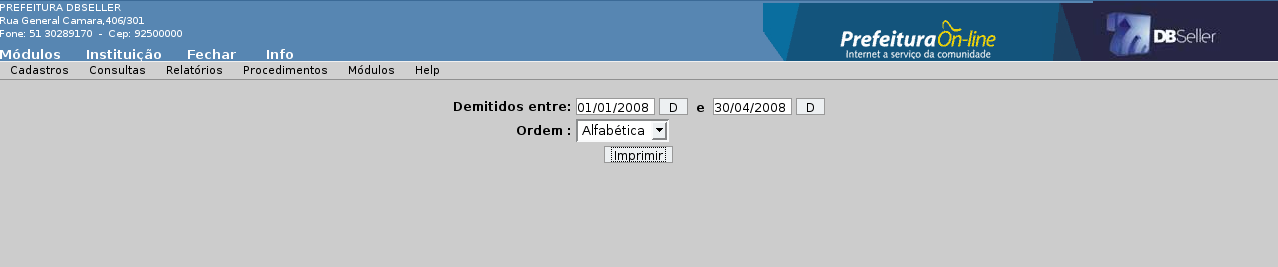 PREFEITURA DBSELLER
Rua General Camara,406/301
Fone: 51 30289170 - Cep: 92500000
Prefeitura On-line
Internet a serviço da comunidade
DBSeller
Módulos Instituição Fechar Info
Cadastros Consultas Relatórios Procedimentos Módulos Help
Demitidos entre: 01/01/2008 D e 30/04/2008 D
Ordem : Alfabética
Imprimir